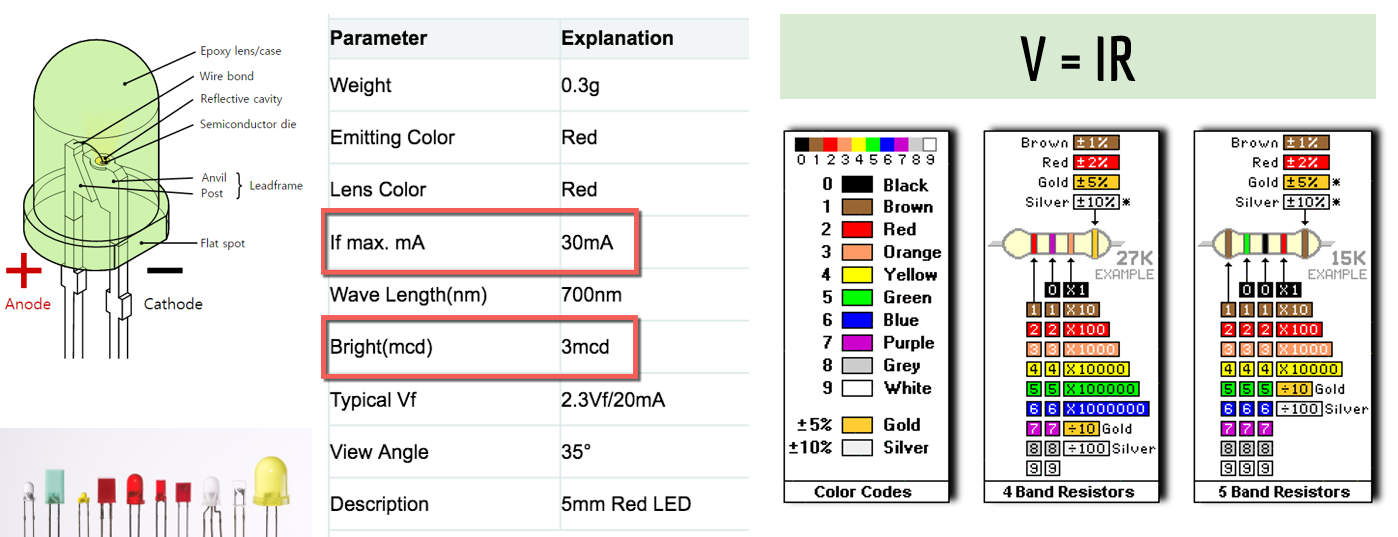 Epoxy lens/case
Wire bond
Reflective cavity
Semiconductor die
Anvil
Post
Leadframe
Flat spot
+
−
Anode
Cathode
Parameter Explanation
Weight 0.3g
Emitting Color Red
Lens Color Red
If max. mA 30mA
Wave Length(nm) 700nm
Bright(mcd) 3mcd
Typical Vf 2.3Vf/20mA
View Angle 35°
Description 5mm Red LED
V = IR
0 1 2 3 4 5 6 7 8 9
0 Black
1 Brown
2 Red
3 Orange
4 Yellow
5 Green
6 Blue
7 Purple
8 Grey
9 White
±5% Gold
±10% Silver
Color Codes
Brown ±1%
Red ±2%
Gold ±5%
Silver ±10% *
27K
EXAMPLE
0 X1
1 1 X10
2 2 X100
3 3 X1000
4 4 X10000
5 5 X100000
6 6 X1000000
7 7 ÷10 Gold
8 8 ÷100 Silver
9 9
4 Band Resistors
Brown ±1%
Red ±2%
Gold ±5% *
Silver ±10% *
15K
EXAMPLE
0 0 X1
1 1 1 X10
2 2 2 X100
3 3 3 X1000
4 4 4 X10000
5 5 5 ÷10 Gold
6 6 6 ÷100 Silver
7 7 7
8 8 8
9 9 9
5 Band Resistors